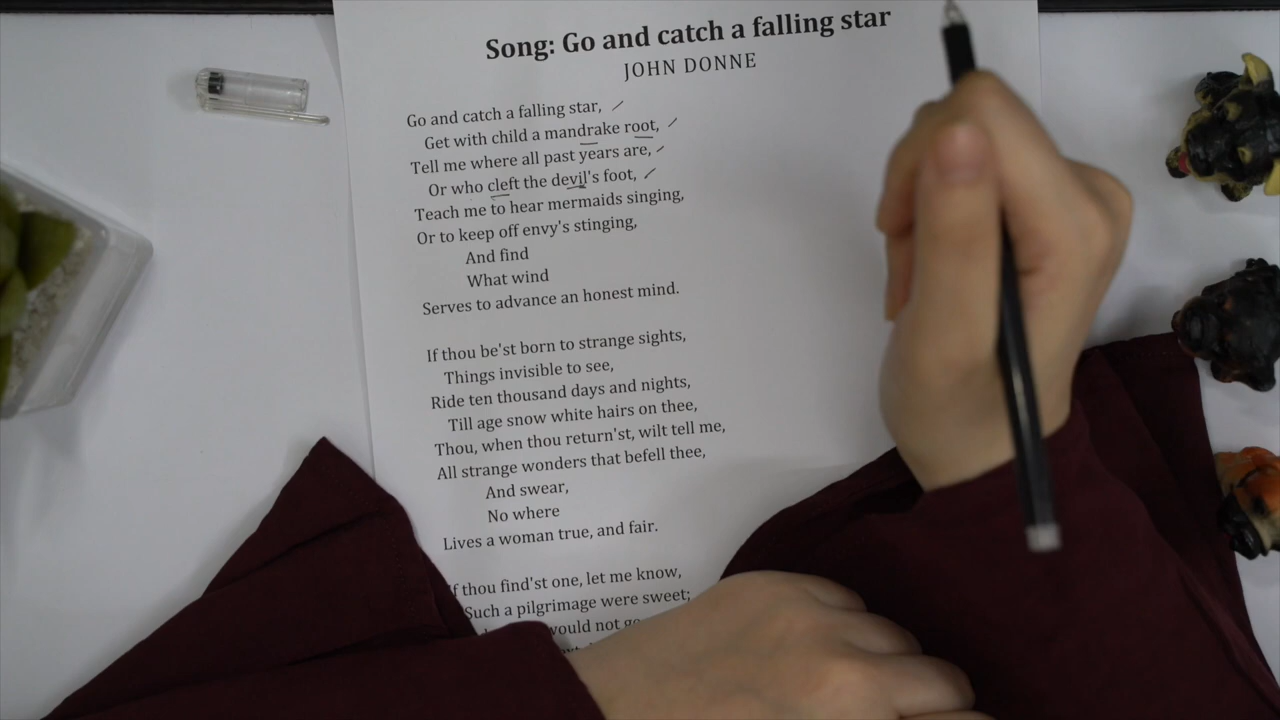 Song: Go and catch a falling star
JOHN DONNE
Go and catch a falling star,
Get with child a mandrake root,
Tell me where all past years are,
Or who cleft the devil's foot,
Teach me to hear mermaids singing,
Or to keep off envy's stinging,
And find
What wind
Serves to advance an honest mind.
If thou be'st born to strange sights,
Things invisible to see,
Ride ten thousand days and nights,
Till age snow white hairs on thee,
Thou, when thou return'st, wilt tell me,
All strange wonders that befell thee,
And swear,
No where
Lives a woman true, and fair.
If thou find'st one, let me know,
Such a pilgrimage were sweet;
would not